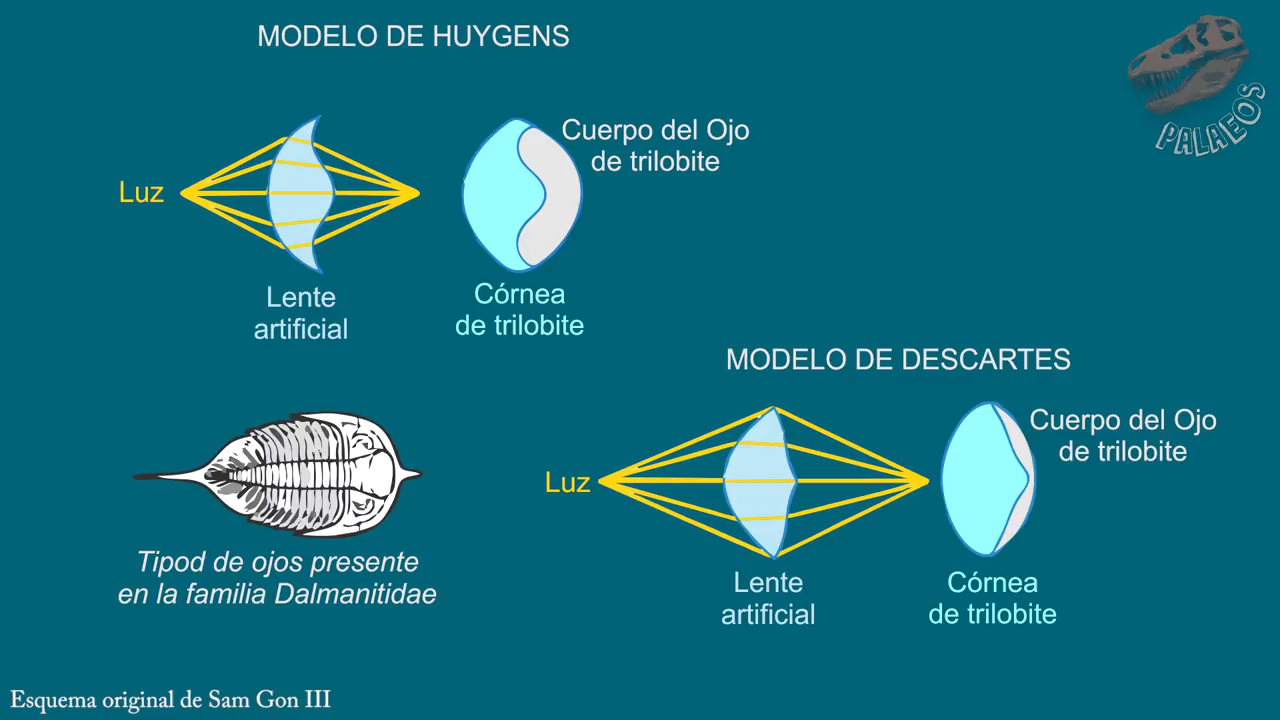 MODELO DE HUYGENS
PALAEOS
Cuerpo del Ojo
de trilobite
Luz
Lente
artificial
Córnea
de trilobite
MODELO DE DESCARTES
Cuerpo del Ojo
de trilobite
Luz
Tipod de ojos presente
en la familia Dalmanitidae
Lente
artificial
Córnea
de trilobite
Esquema original de Sam Gon III